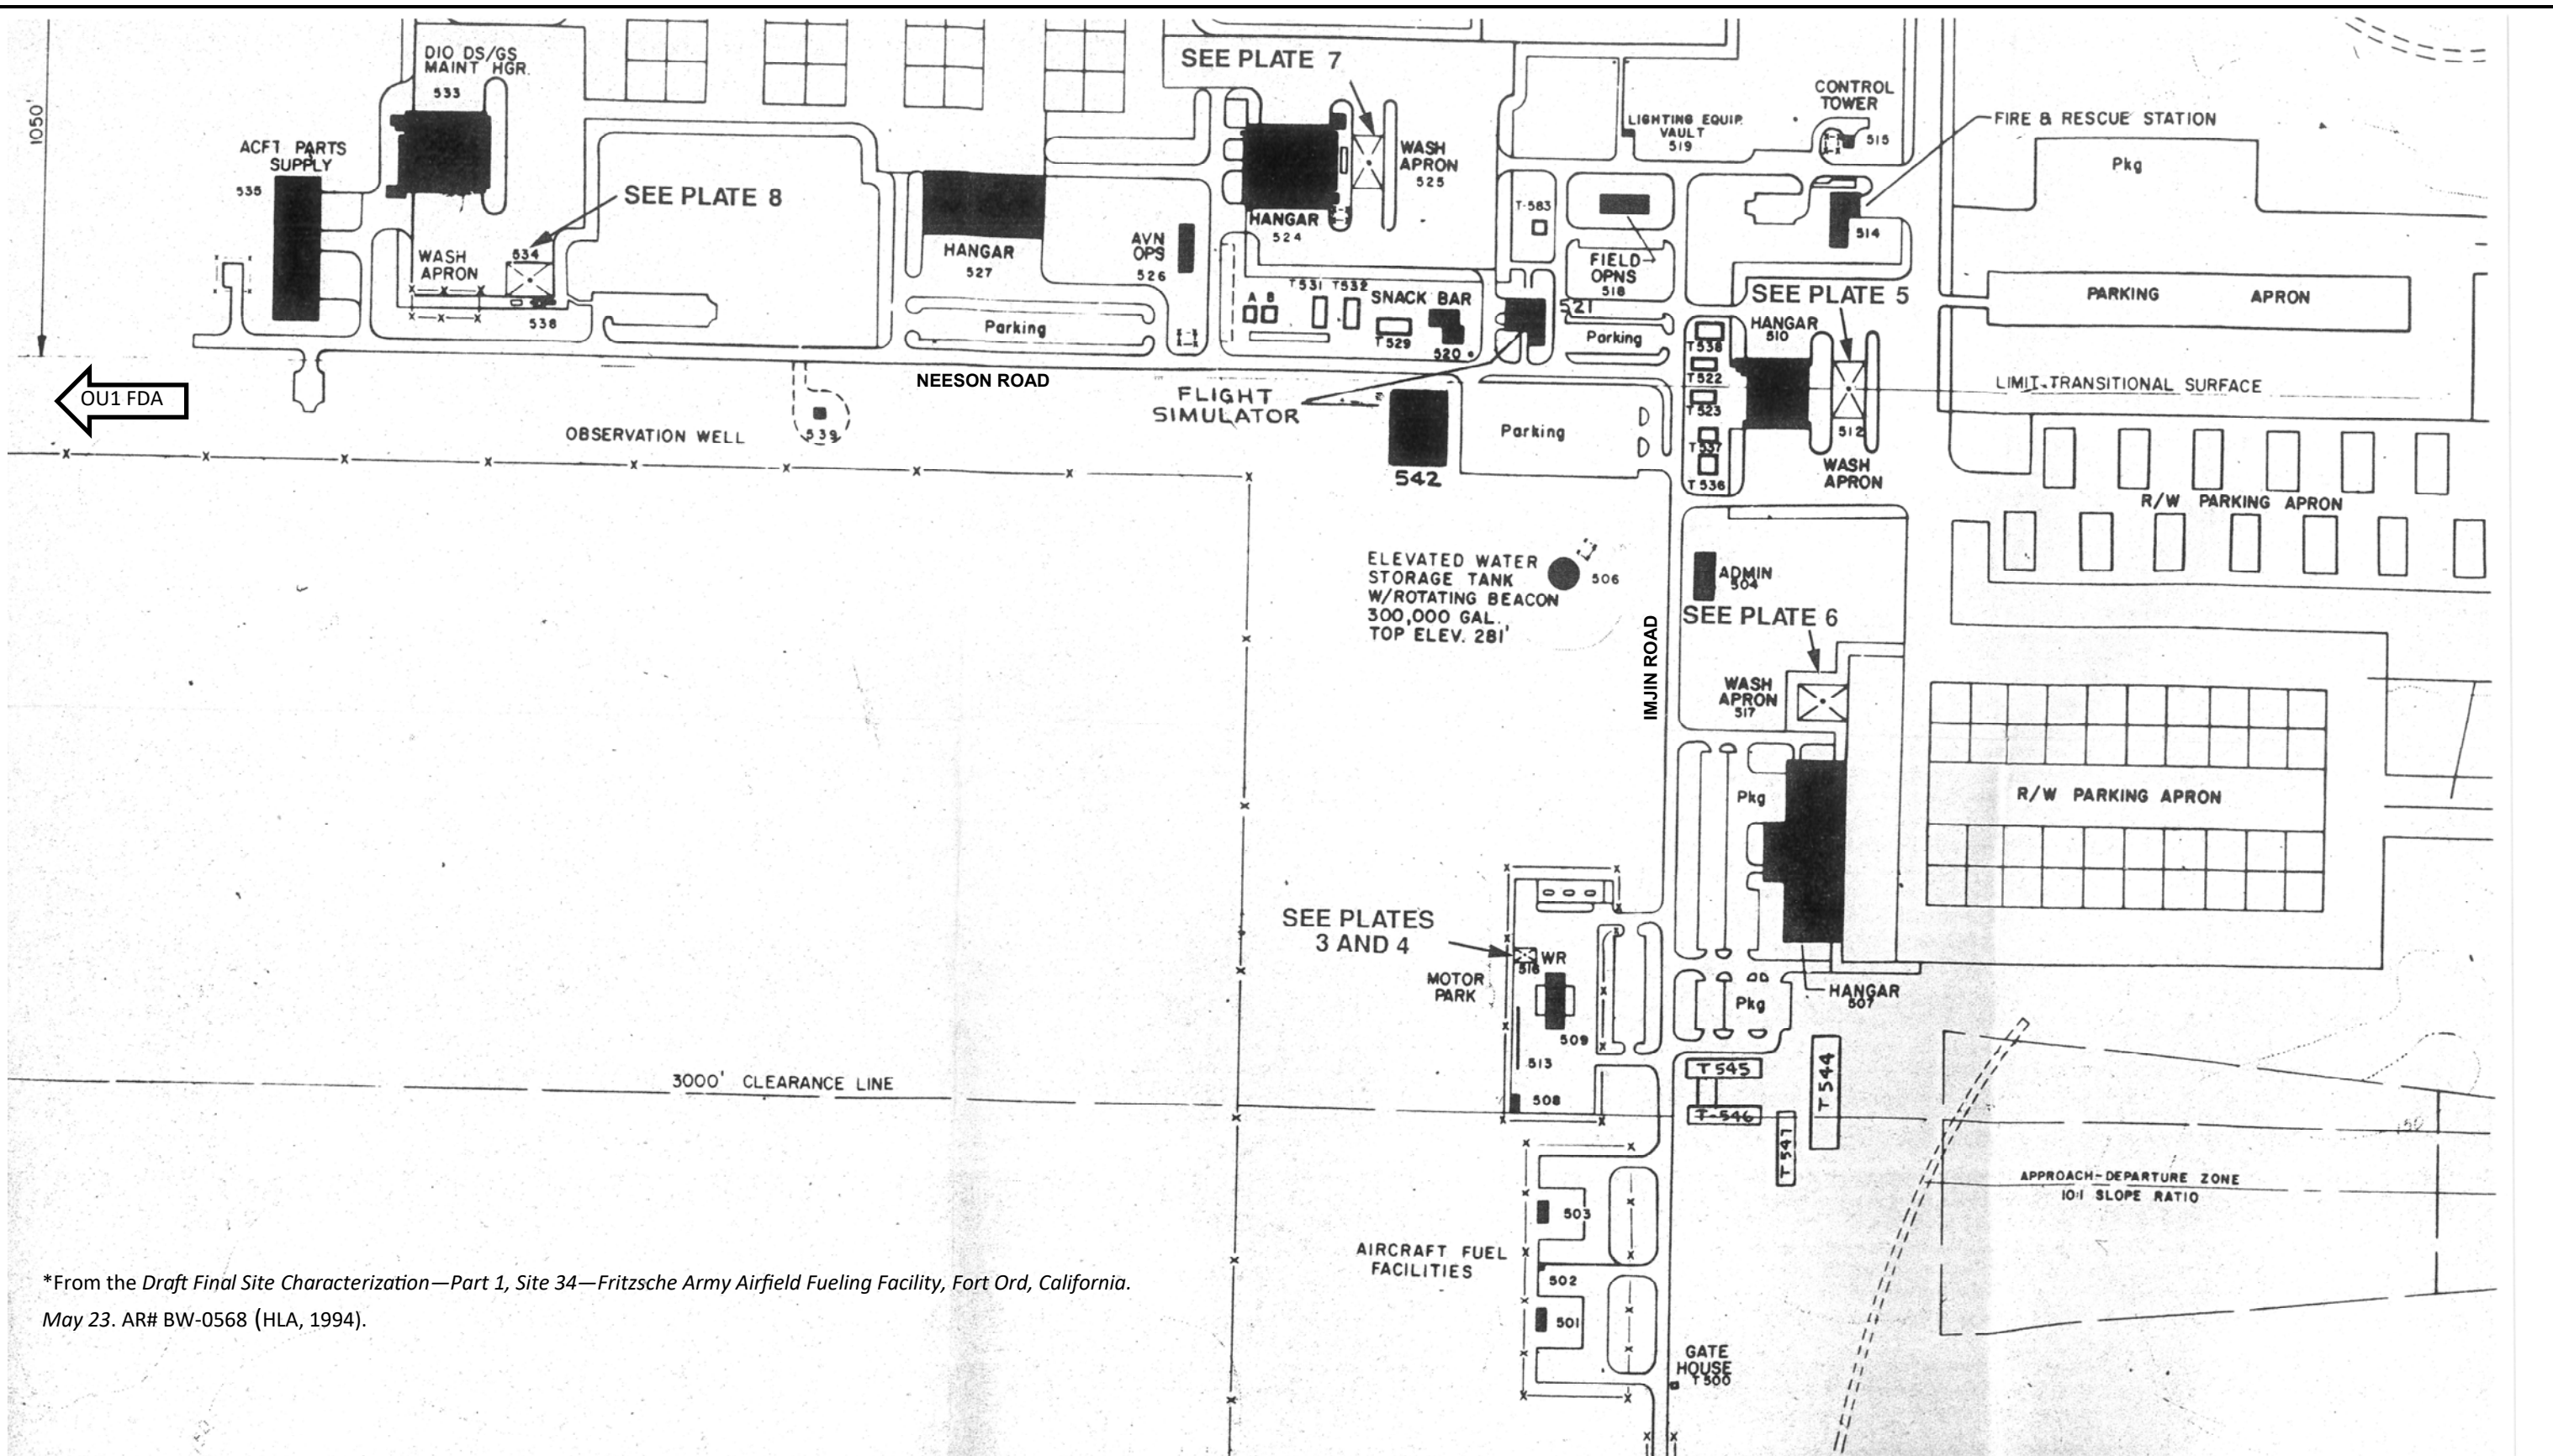 DIO DS/GS
MAINT HGR.
533
1050'
ACFT PARTS
SUPPLY
535
SEE PLATE 8
WASH
APRON
534
538
HANGAR
527
Parking
AVN
OPS
526
SEE PLATE 7
WASH
APRON
525
HANGAR
524
A B
T531 T532
SNACK BAR
T529
520
LIGHTING EQUIP.
VAULT
519
CONTROL
TOWER
515
FIRE & RESCUE STATION
514
T-583
FIELD
OPNS
518
521
Parking
SEE PLATE 5
HANGAR
510
T538
T522
T523
T537
T536
512
WASH
APRON
Pkg
PARKING APRON
LIMIT-TRANSITIONAL SURFACE
R/W PARKING APRON
OU1 FDA
NEESON ROAD
OBSERVATION WELL
539
FLIGHT
SIMULATOR
542
Parking
ELEVATED WATER
STORAGE TANK
W/ROTATING BEACON
300,000 GAL.
TOP ELEV. 281'
506
IMJIN ROAD
ADMIN
504
SEE PLATE 6
WASH
APRON
517
Pkg
R/W PARKING APRON
HANGAR
507
Pkg
SEE PLATES
3 AND 4
WR
516
MOTOR
PARK
509
513
508
T545
T-546
T544
T547
3000' CLEARANCE LINE
APPROACH-DEPARTURE ZONE
10:1 SLOPE RATIO
AIRCRAFT FUEL
FACILITIES
503
502
501
GATE
HOUSE
T500
*From the Draft Final Site Characterization—Part 1, Site 34—Fritzsche Army Airfield Fueling Facility, Fort Ord, California.
May 23. AR# BW-0568 (HLA, 1994).